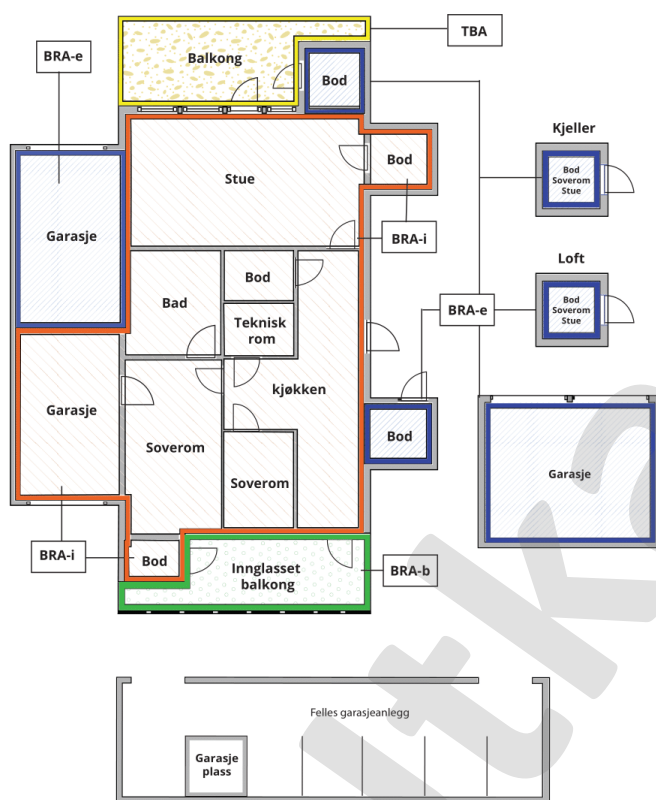 TBA
BRA-e
Balkong
Bod
Kjeller
Bod
Soverom
Stue
Stue
Bod
Garasje
BRA-i
Loft
Bod
Soverom
Stue
Bod
Bad
Teknisk
rom
BRA-e
kjøkken
Garasje
Bod
Soverom
Soverom
Garasje
BRA-i
Bod
Innglasset
balkong
BRA-b
Felles garasjeanlegg
Garasje
plass